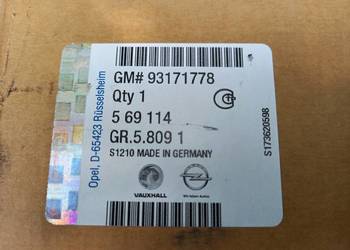 Opel, D-65423 Rüsselsheim
GM# 93171778
Qty 1
5 69 114
GR.5.809 1
S1210 MADE IN GERMANY
VAUXHALL
S173620598